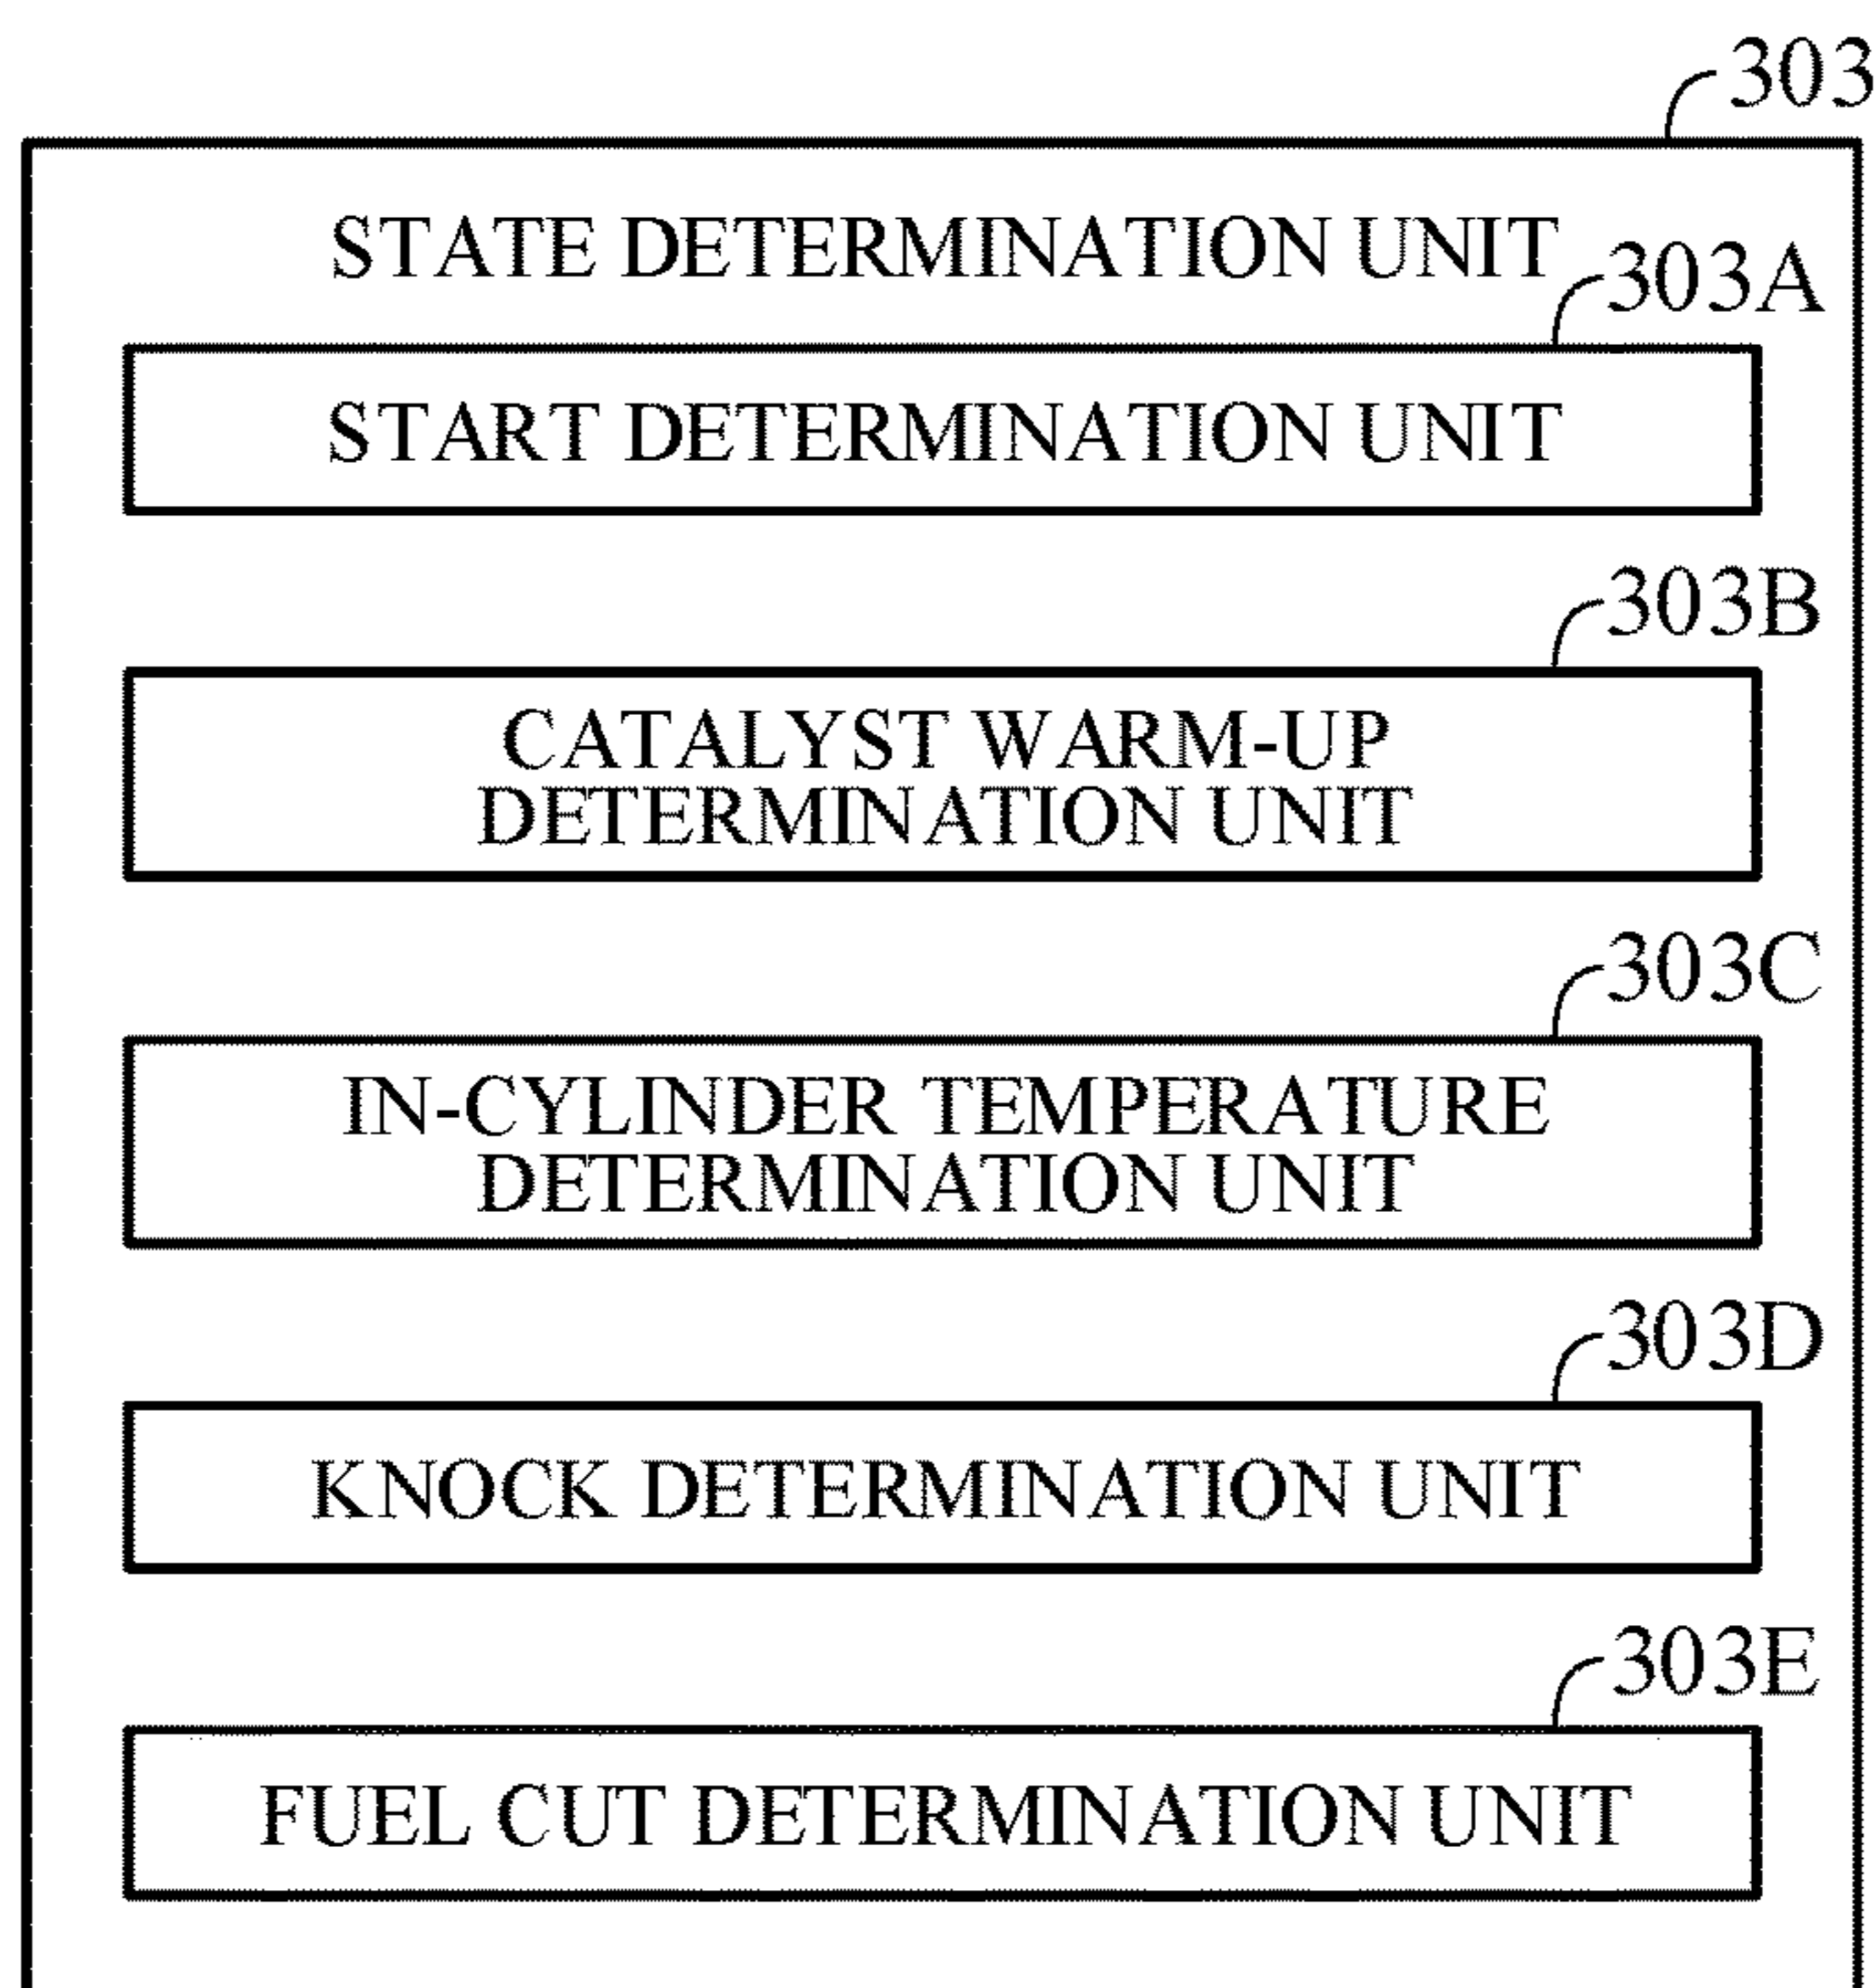 303
STATE DETERMINATION UNIT
303A
START DETERMINATION UNIT
303B
CATALYST WARM-UP
DETERMINATION UNIT
303C
IN-CYLINDER TEMPERATURE
DETERMINATION UNIT
303D
KNOCK DETERMINATION UNIT
303E
FUEL CUT DETERMINATION UNIT